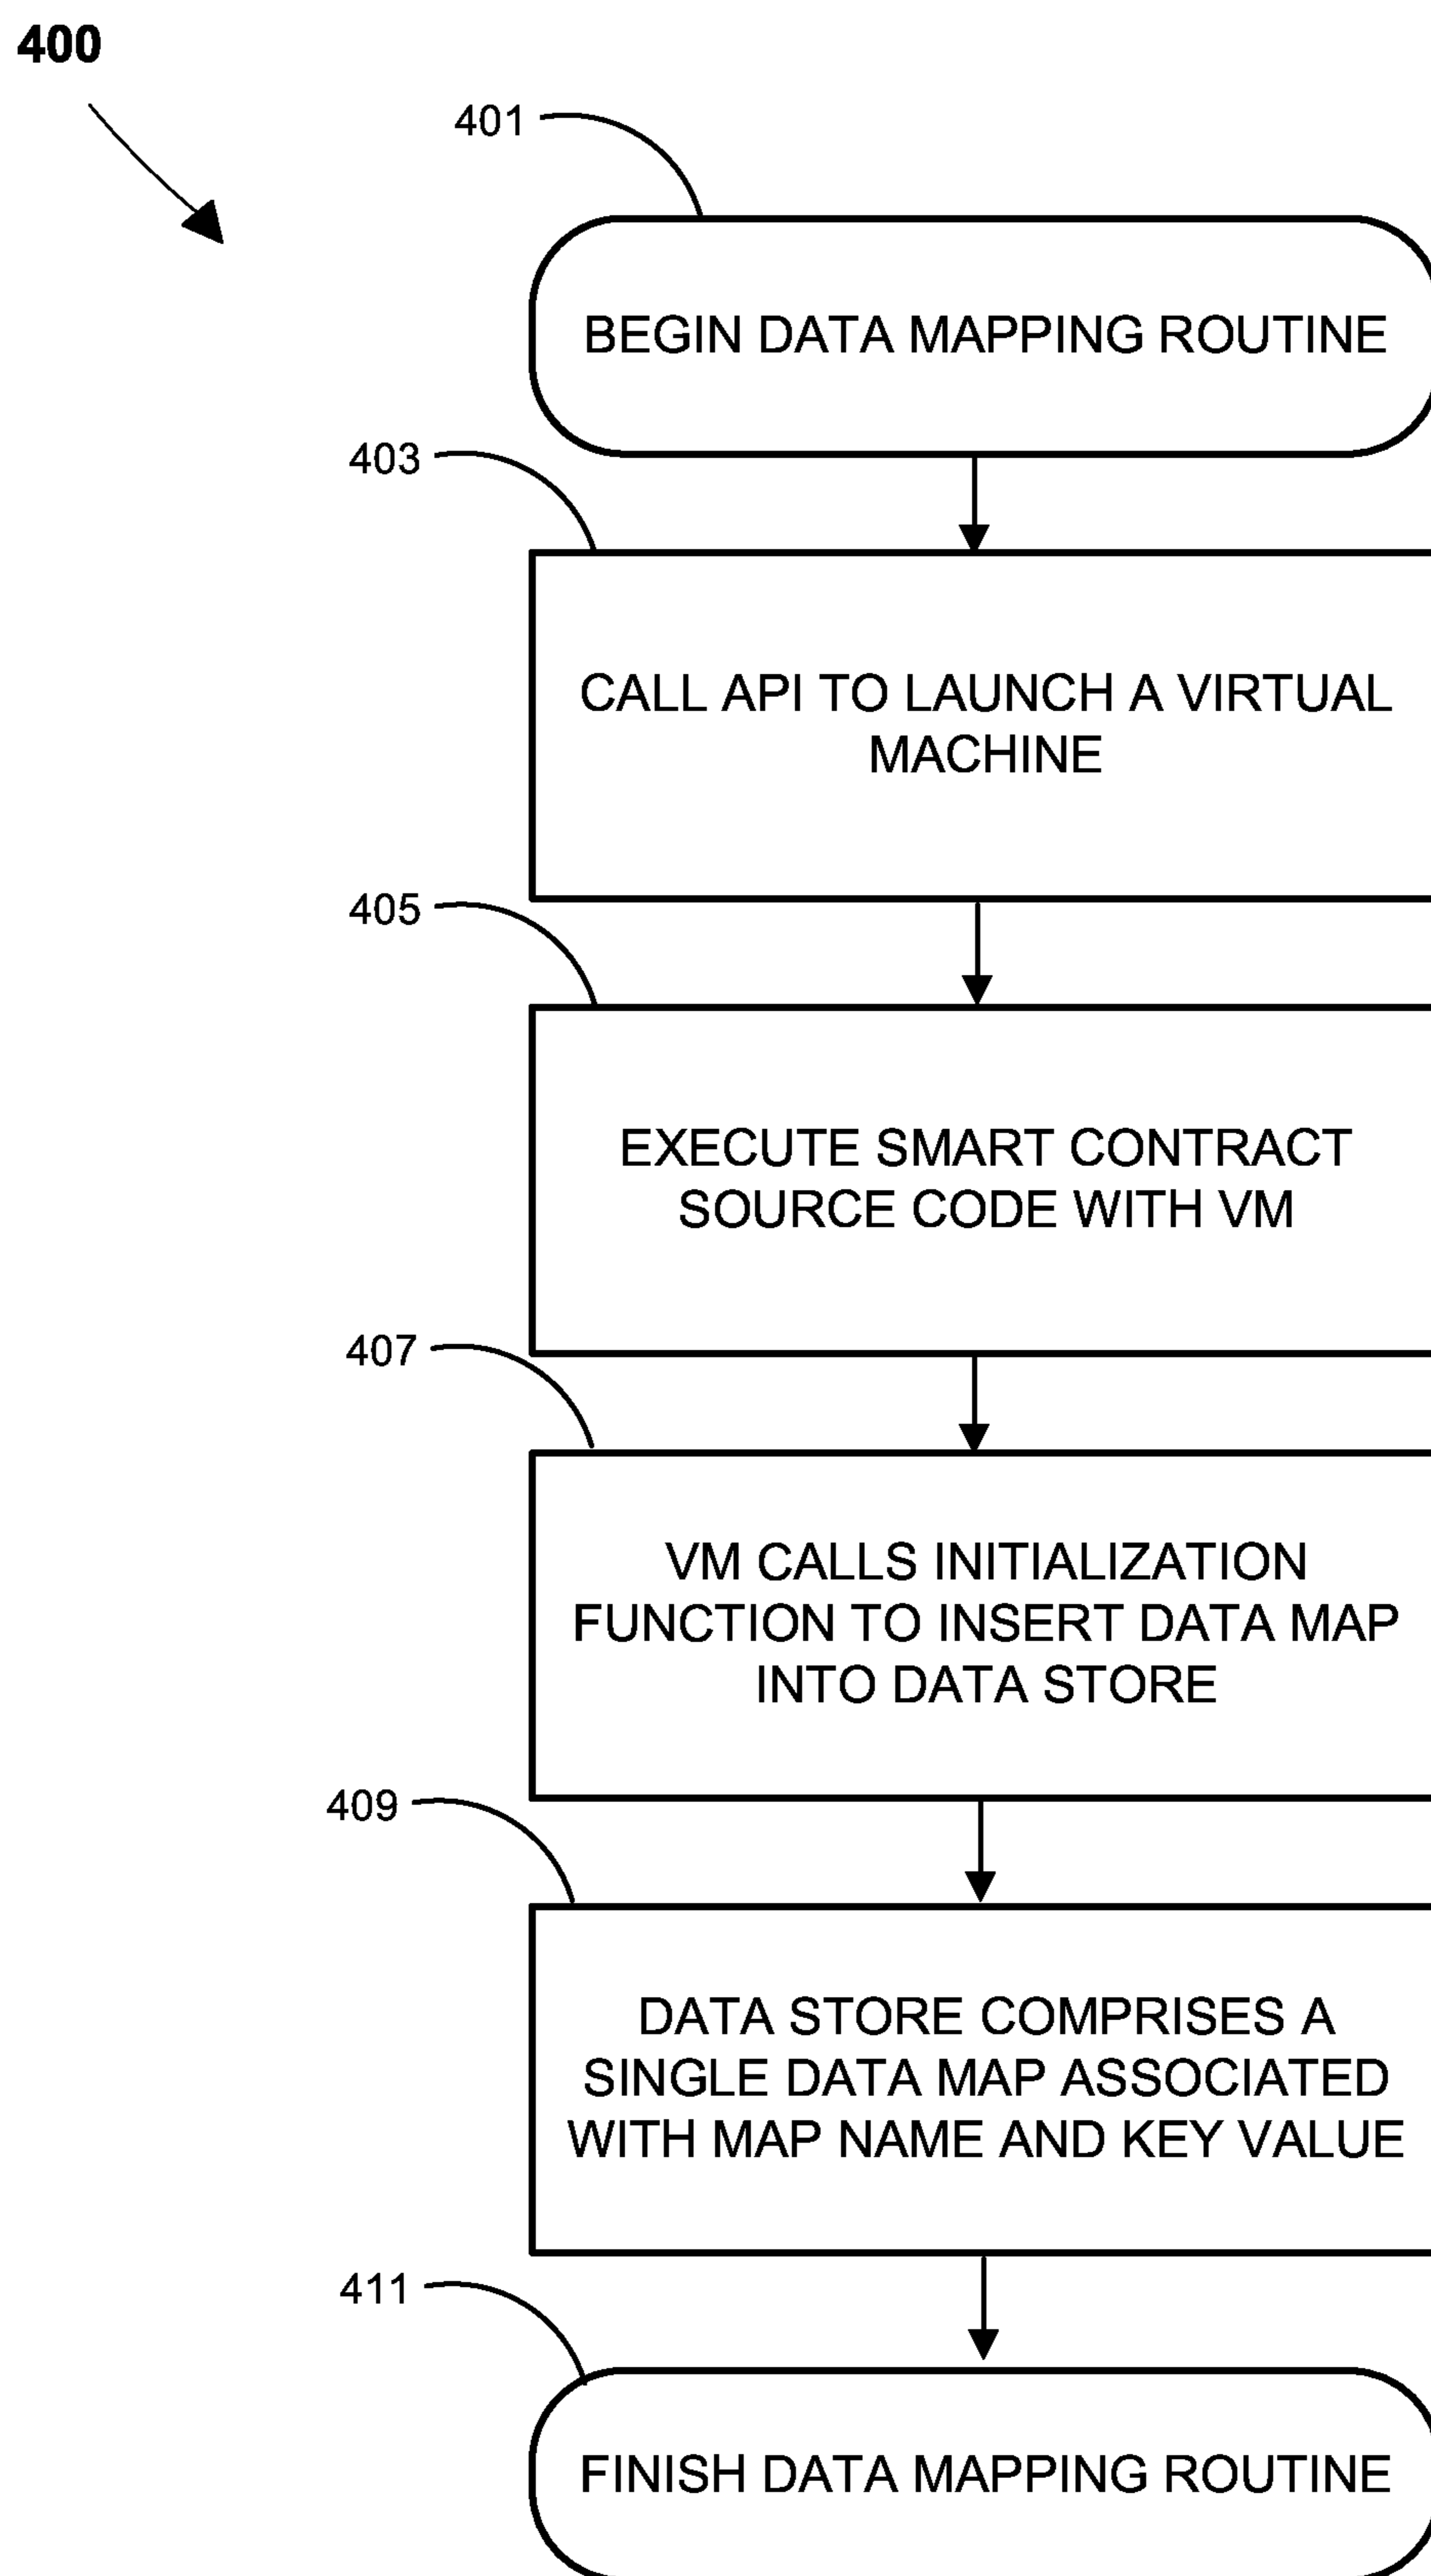 400
401
BEGIN DATA MAPPING ROUTINE
403
CALL API TO LAUNCH A VIRTUAL
MACHINE
405
EXECUTE SMART CONTRACT
SOURCE CODE WITH VM
407
VM CALLS INITIALIZATION
FUNCTION TO INSERT DATA MAP
INTO DATA STORE
409
DATA STORE COMPRISES A
SINGLE DATA MAP ASSOCIATED
WITH MAP NAME AND KEY VALUE
411
FINISH DATA MAPPING ROUTINE